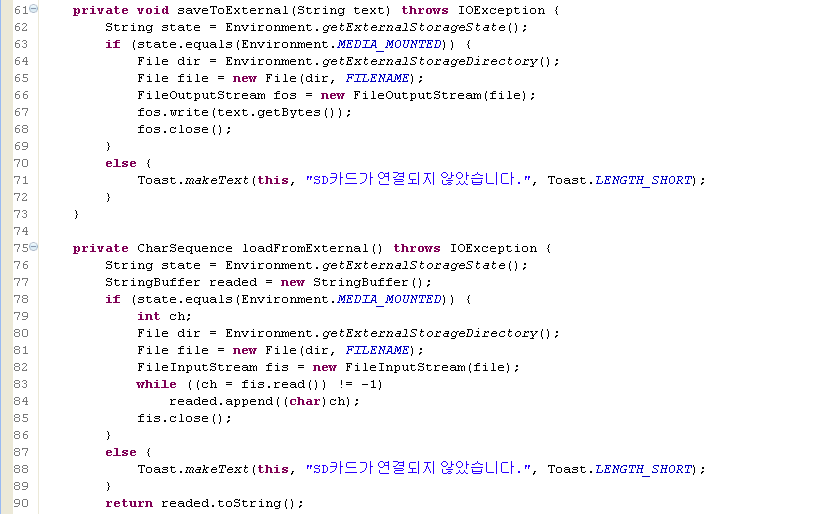 61 private void saveToExternal(String text) throws IOException {
62 String state = Environment.getExternalStorageState();
63 if (state.equals(Environment.MEDIA_MOUNTED)) {
64 File dir = Environment.getExternalStorageDirectory();
65 File file = new File(dir, FILENAME);
66 FileOutputStream fos = new FileOutputStream(file);
67 fos.write(text.getBytes());
68 fos.close();
69 }
70 else {
71 Toast.makeText(this, "SD카드가 연결되지 않았습니다.", Toast.LENGTH_SHORT);
72 }
73 }
74
75 private CharSequence loadFromExternal() throws IOException {
76 String state = Environment.getExternalStorageState();
77 StringBuffer readed = new StringBuffer();
78 if (state.equals(Environment.MEDIA_MOUNTED)) {
79 int ch;
80 File dir = Environment.getExternalStorageDirectory();
81 File file = new File(dir, FILENAME);
82 FileInputStream fis = new FileInputStream(file);
83 while ((ch = fis.read()) != -1)
84 readed.append((char)ch);
85 fis.close();
86 }
87 else {
88 Toast.makeText(this, "SD카드가 연결되지 않았습니다.", Toast.LENGTH_SHORT);
89 }
90 return readed.toString();